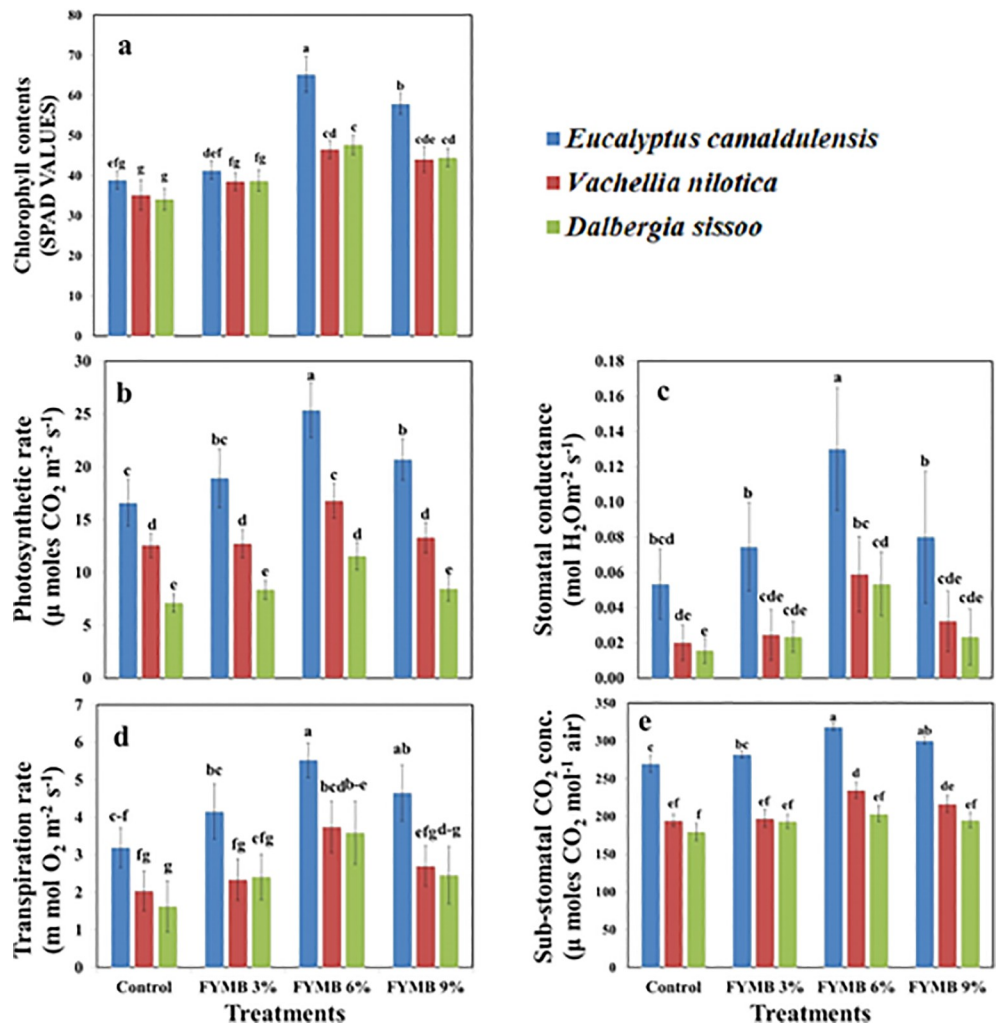 a
Chlorophyll contents
(SPAD VALUES)
80
70
60
50
40
30
20
10
0
efg g g
def fg fg
a cd c
b cde cd
Eucalyptus camaldulensis
Vachellia nilotica
Dalbergia sissoo
b
Photosynthetic rate
(μ moles CO2 m-2 s-1)
30
25
20
15
10
5
0
c d e
bc d e
a c d
b d e
c
Stomatal conductance
(mol H2Om-2 s-1)
0.18
0.16
0.14
0.12
0.10
0.08
0.06
0.04
0.02
0.00
bcd de e
b cde cde
a bc cd
b cde cde
d
Transpiration rate
(m mol O2 m-2 s-1)
7
6
5
4
3
2
1
0
c-f fg g
bc fg efg
a bcd b-e
ab efg d-g
Control FYMB 3% FYMB 6% FYMB 9%
Treatments
e
Sub-stomatal CO2 conc.
(μ moles CO2 mol-1 air)
350
300
250
200
150
100
50
0
c ef f
bc ef ef
a d ef
ab de ef
Control FYMB 3% FYMB 6% FYMB 9%
Treatments